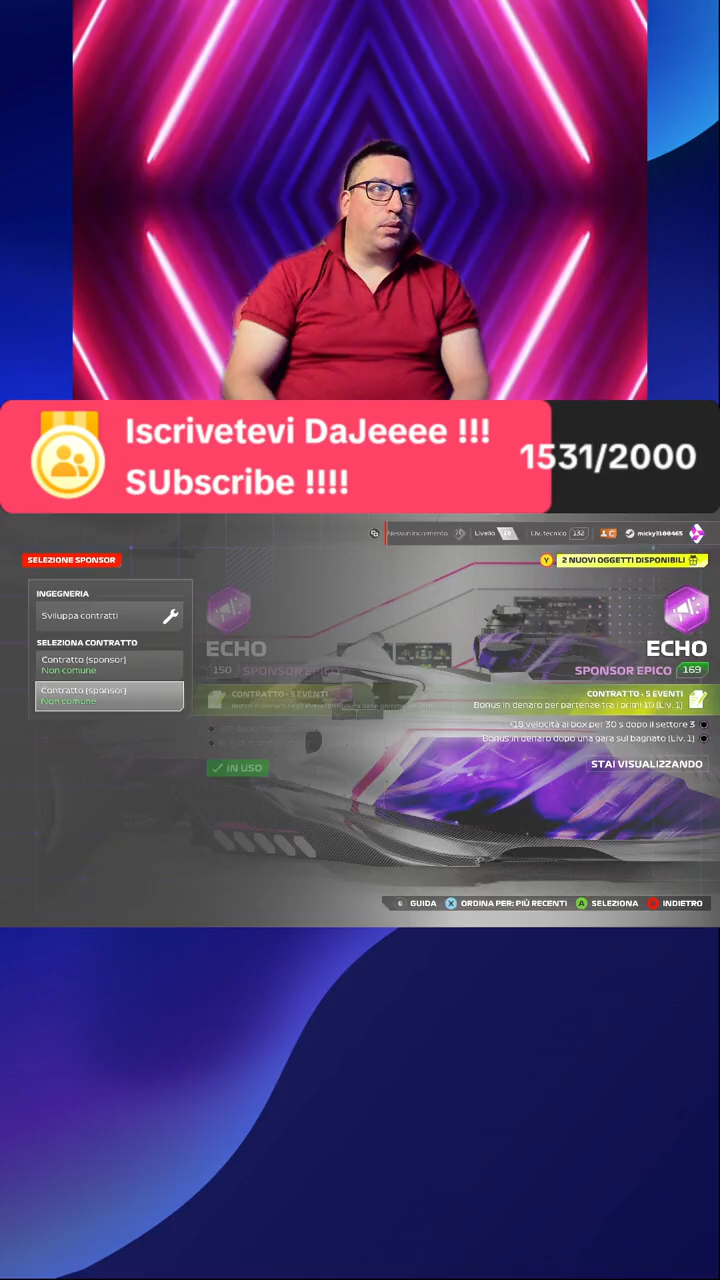 Iscrivetevi DaJeeee !!!
SUbscribe !!!!
1531/2000
Nessun incremento
Livello
Liv. tecnico 132
C
micky3108465
SELEZIONE SPONSOR
Y 2 NUOVI OGGETTI DISPONIBILI
INGEGNERIA
Sviluppa contratti
SELEZIONA CONTRATTO
Contratto (sponsor)
Non comune
Contratto (sponsor)
Non comune
ECHO
150 SPONSOR EPICO
CONTRATTO - 5 EVENTI
IN USO
ECHO
SPONSOR EPICO 169
CONTRATTO - 5 EVENTI
Bonus in denaro per partenze tra i primi 10 (Liv. 1)
+18 velocità ai box per 30 s dopo il settore 3
Bonus in denaro dopo una gara sul bagnato (Liv. 1)
STAI VISUALIZZANDO
GUIDA X ORDINA PER: PIÙ RECENTI A SELEZIONA INDIETRO